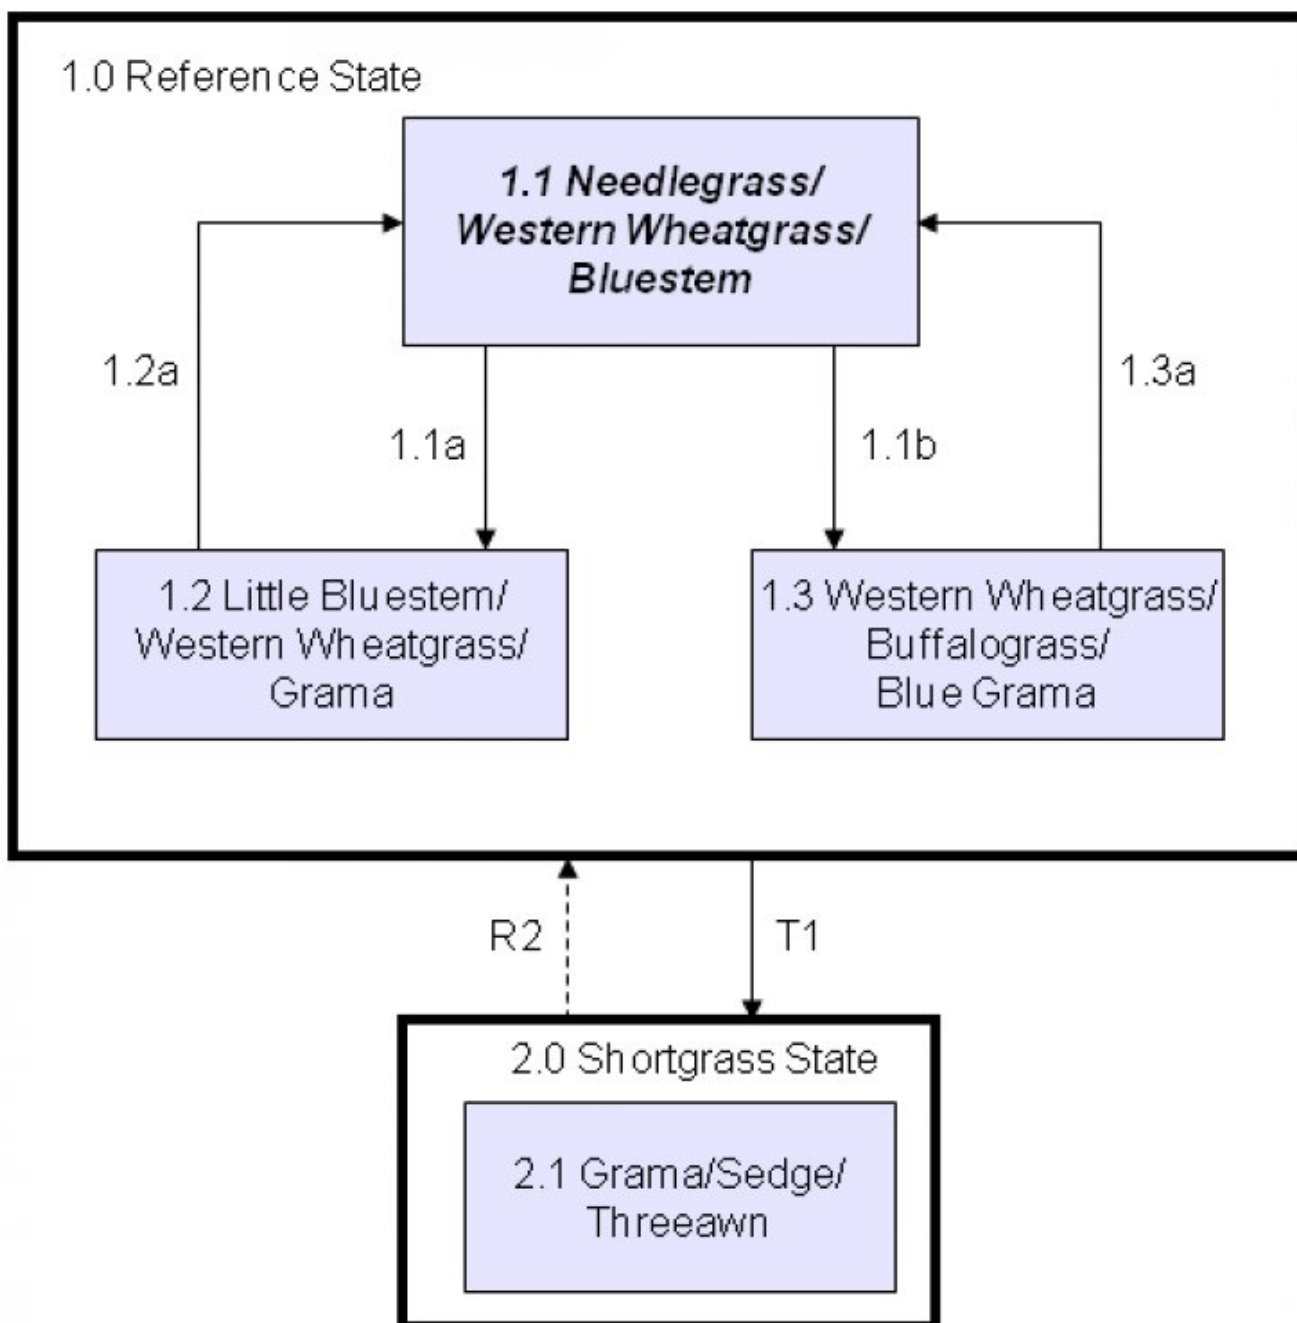 1.0 Reference State
1.1 Needlegrass/
Western Wheatgrass/
Bluestem
1.2a
1.3a
1.1a
1.1b
1.2 Little Bluestem/
Western Wheatgrass/
Grama
1.3 Western Wheatgrass/
Buffalograss/
Blue Grama
R2
T1
2.0 Shortgrass State
2.1 Grama/Sedge/
Threeawn